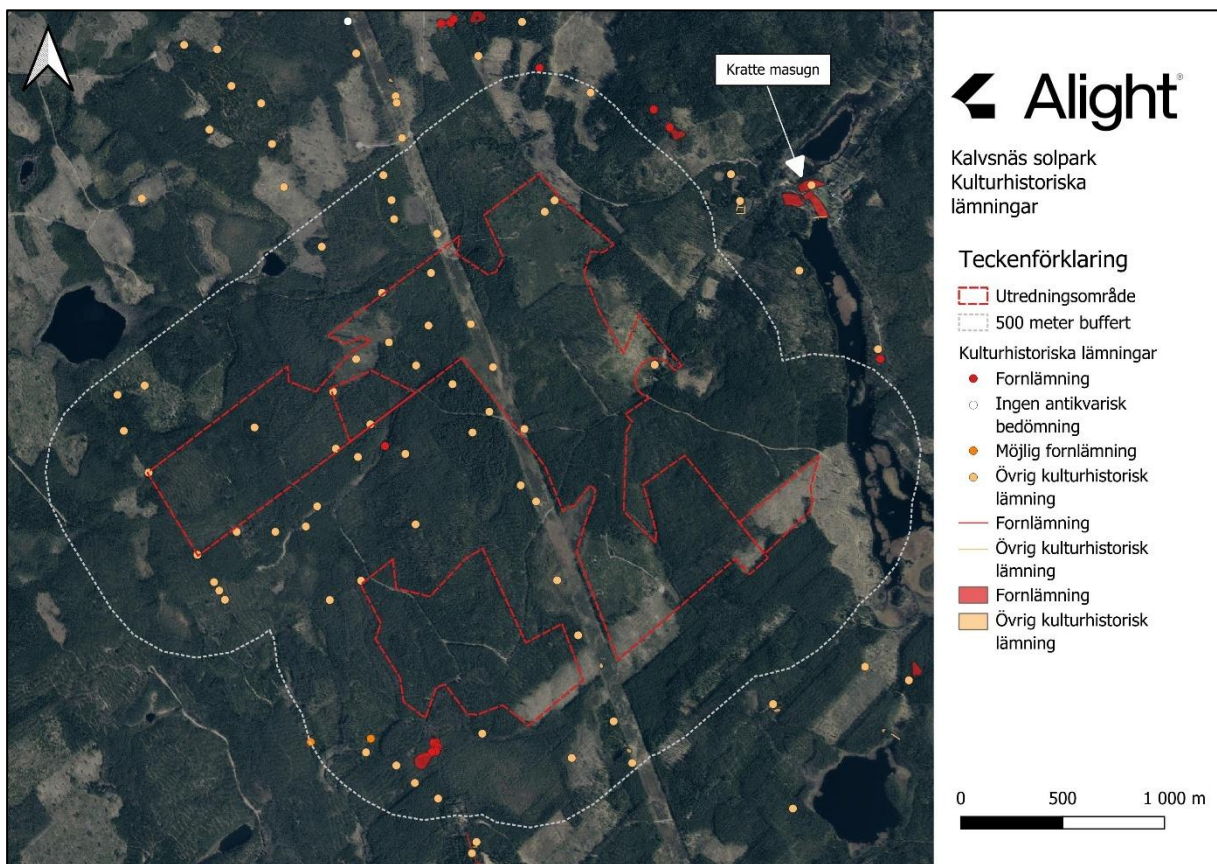 Kratte masugn
Alight®
Kalvsnäs solpark
Kulturhistoriska
lämningar
Teckenförklaring
Utredningsområde
500 meter buffert
Kulturhistoriska lämningar
Fornlämning
Ingen antikvarisk
bedömning
Möjlig fornlämning
Övrig kulturhistorisk
lämning
Fornlämning
Övrig kulturhistorisk
lämning
Fornlämning
Övrig kulturhistorisk
lämning
0 500 1 000 m